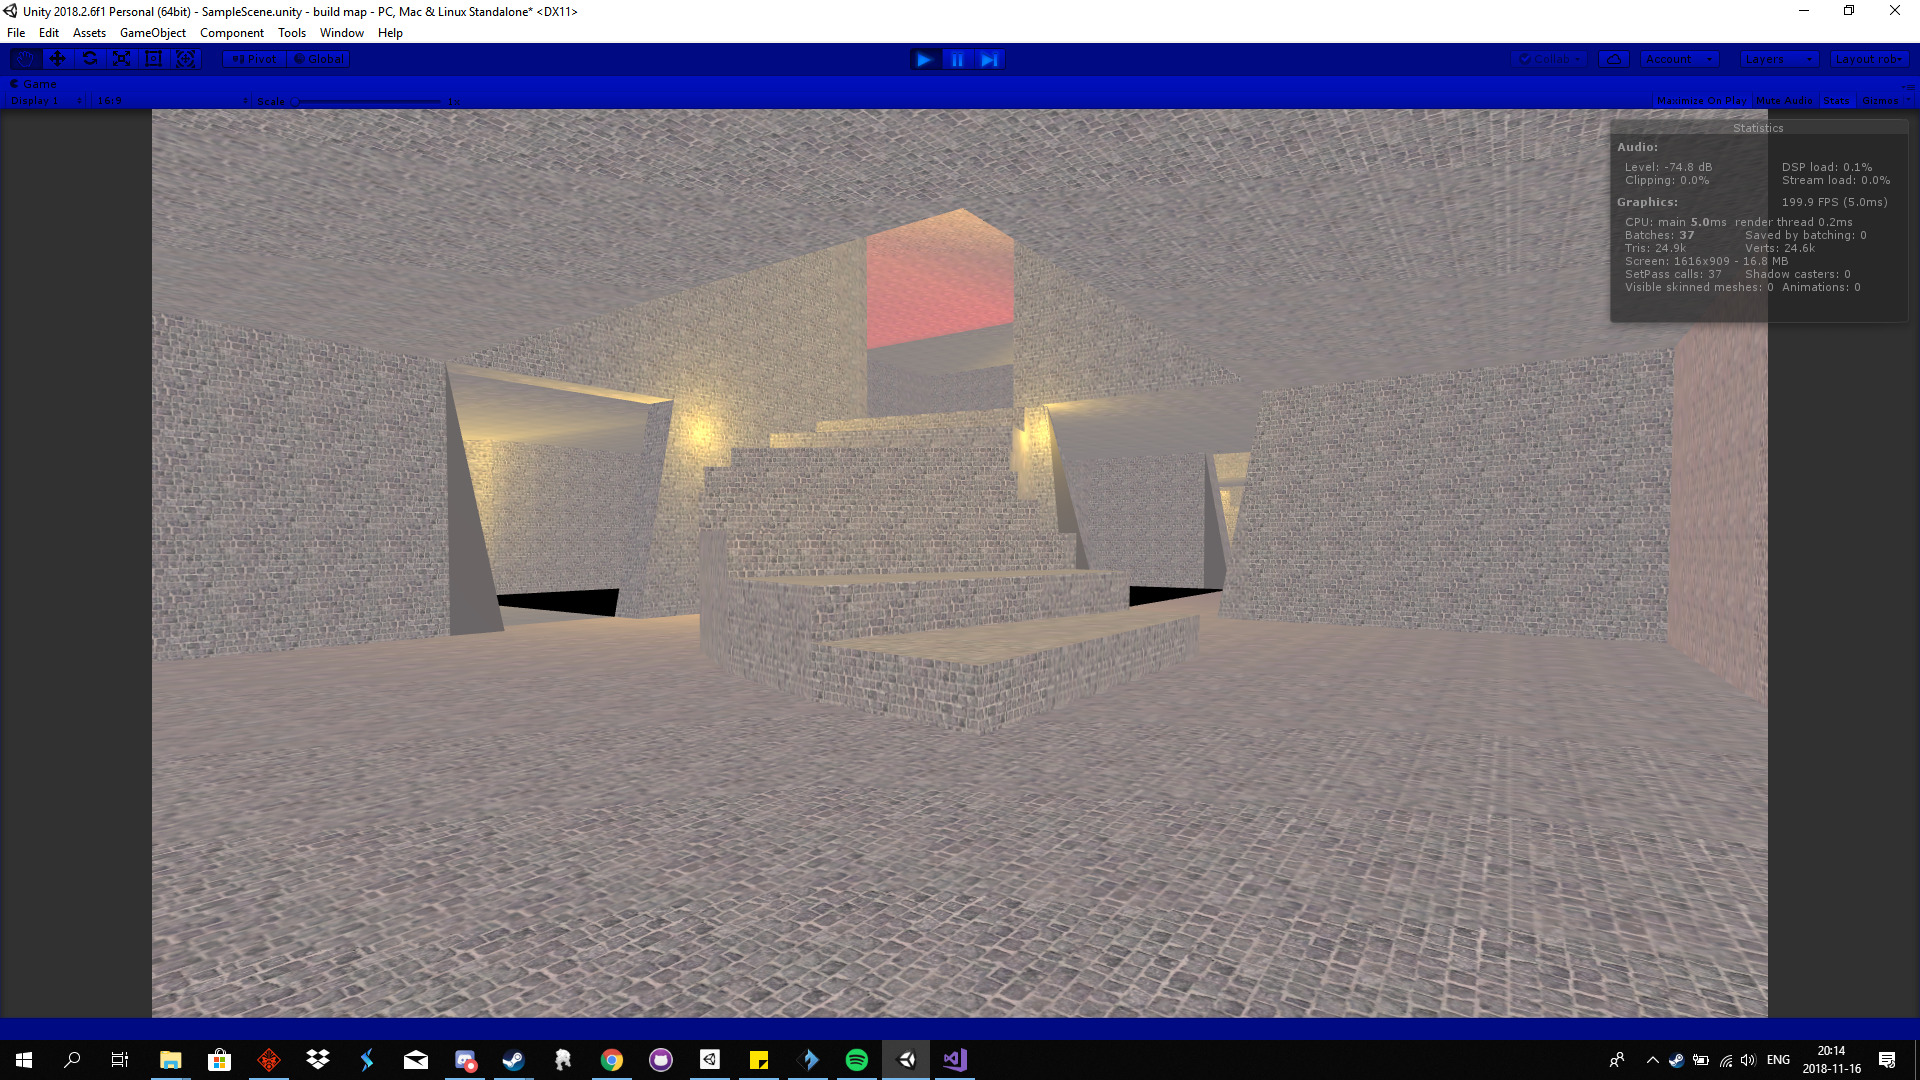 Unity 2018.2.6f1 Personal (64bit) - SampleScene.unity - build map - PC, Mac & Linux Standalone* <DX11>
File Edit Assets GameObject Component Tools Window Help
Pivot Global Collab Account Layers Layout rob
Game
Display 1 16:9 Scale 1x Maximize On Play Mute Audio Stats Gizmos
Statistics
Audio:
Level: -74.8 dB DSP load: 0.1%
Clipping: 0.0% Stream load: 0.0%
Graphics: 199.9 FPS (5.0ms)
CPU: main 5.0ms render thread 0.2ms
Batches: 37 Saved by batching: 0
Tris: 24.9k Verts: 24.6k
Screen: 1616x909 - 16.8 MB
SetPass calls: 37 Shadow casters: 0
Visible skinned meshes: 0 Animations: 0
ENG
20:14
2018-11-16